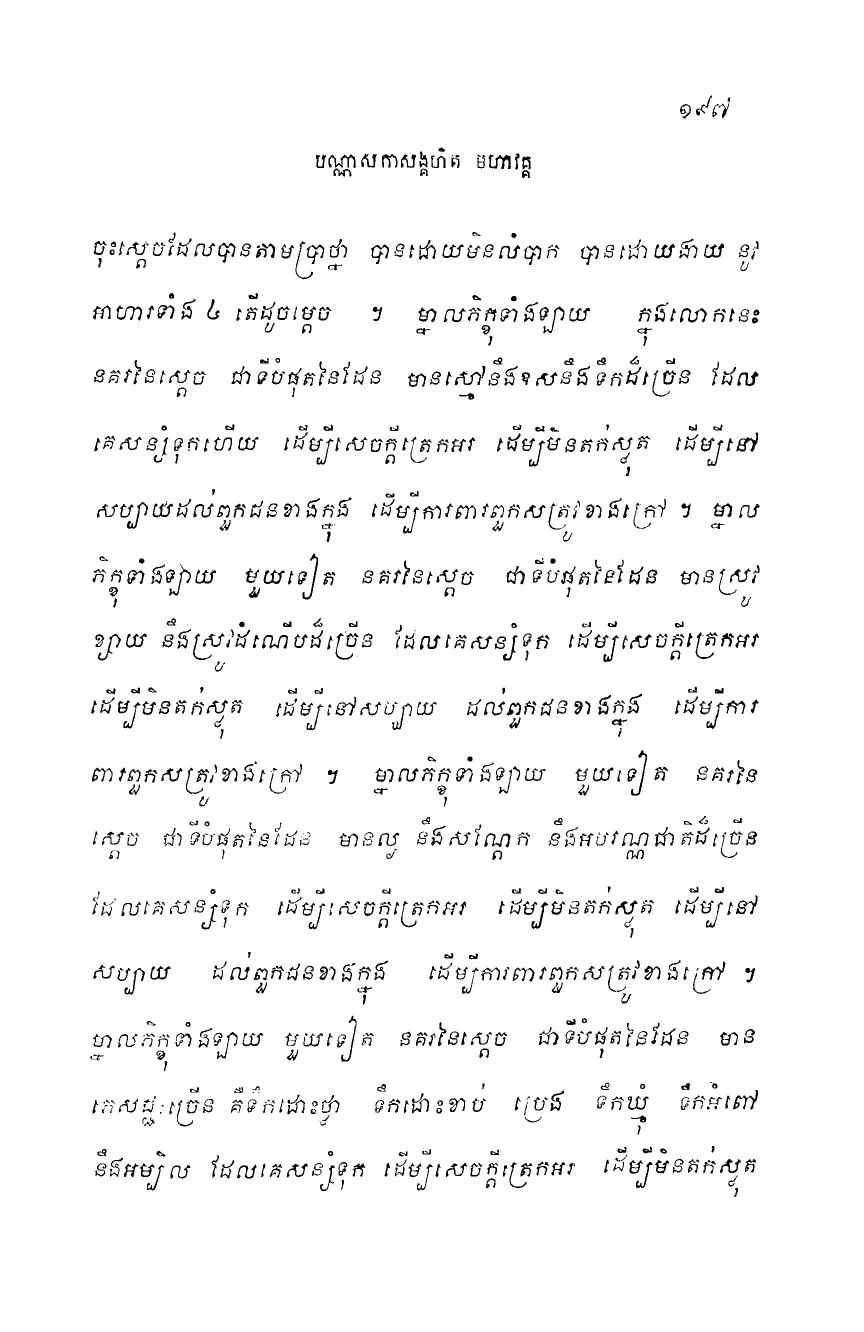 ១៩៧
បណ្ណាសកាសង្គហិត មហាវគ្គ
ចុះស្តេចដែលបានតាមប្រាថ្នា បានដោយមិនលំបាក បានដោយងាយ នូវ
អាហារទាំង ៤ តើដូចម្តេច ។ ម្នាលភិក្ខុទាំងឡាយ ក្នុងលោកនេះ
នគរនៃស្តេច ជាទីបំផុតនៃដែន មានស្មៅនឹងឧសនឹងទឹកដ៏ច្រើន ដែល
គេសន្សំទុកហើយ ដើម្បីសេចក្តីត្រេកអរ ដើម្បីមិនតក់ស្លុត ដើម្បីនៅ
សប្បាយដល់ពួកជនខាងក្នុង ដើម្បីការពារពួកសត្រូវខាងក្រៅ ។ ម្នាល
ភិក្ខុទាំងឡាយ មួយទៀត នគរនៃស្តេច ជាទីបំផុតនៃដែន មានស្រូវ
ខ្សាយ នឹងស្រូវដំណើបដ៏ច្រើន ដែលគេសន្សំទុក ដើម្បីសេចក្តីត្រេកអរ
ដើម្បីមិនតក់ស្លុត ដើម្បីនៅសប្បាយ ដល់ពួកជនខាងក្នុង ដើម្បីការ
ពារពួកសត្រូវខាងក្រៅ ។ ម្នាលភិក្ខុទាំងឡាយ មួយទៀត នគរនៃ
ស្តេច ជាទីបំផុតនៃដែន មានល្ង នឹងសណ្តែក នឹងអបរណ្ណជាតិដ៏ច្រើន
ដែលគេសន្សំទុក ដើម្បីសេចក្តីត្រេកអរ ដើម្បីមិនតក់ស្លុត ដើម្បីនៅ
សប្បាយ ដល់ពួកជនខាងក្នុង ដើម្បីការពារពួកសត្រូវខាងក្រៅ ។
ម្នាលភិក្ខុទាំងឡាយ មួយទៀត នគរនៃស្តេច ជាទីបំផុតនៃដែន មាន
ភេសជ្ជៈច្រើន គឺទឹកដោះថ្លា ទឹកដោះខាប់ ប្រេង ទឹកឃ្មុំ ទឹកអំពៅ
នឹងអម្បិល ដែលគេសន្សំទុក ដើម្បីសេចក្តីត្រេកអរ ដើម្បីមិនតក់ស្លុត